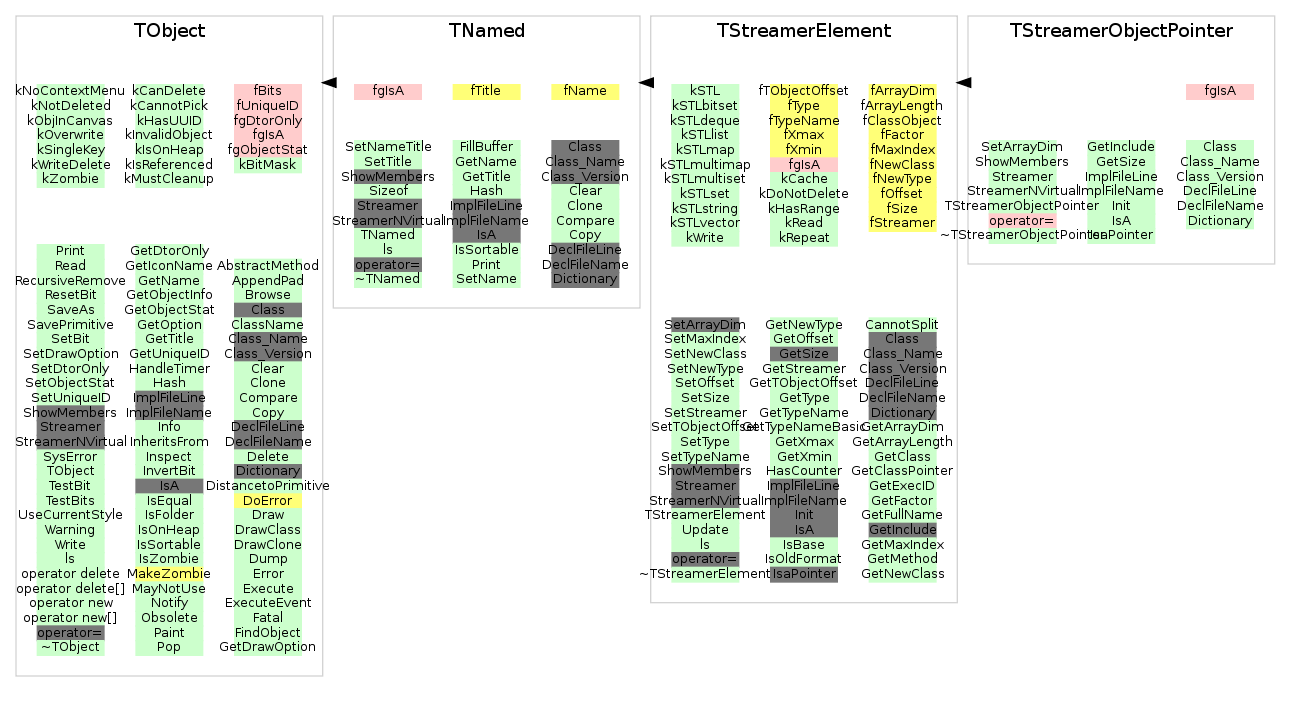 TObject
kNoContextMenu
kNotDeleted
kObjInCanvas
kOverwrite
kSingleKey
kWriteDelete
kZombie
kCanDelete
kCannotPick
kHasUUID
kInvalidObject
kIsOnHeap
kIsReferenced
kMustCleanup
fBits
fUniqueID
fgDtorOnly
fgIsA
fgObjectStat
kBitMask
Print
Read
RecursiveRemove
ResetBit
SaveAs
SavePrimitive
SetBit
SetDrawOption
SetDtorOnly
SetObjectStat
SetUniqueID
ShowMembers
Streamer
StreamerNVirtual
SysError
TObject
TestBit
TestBits
UseCurrentStyle
Warning
Write
ls
operator delete
operator delete[]
operator new
operator new[]
operator=
~TObject
GetDtorOnly
GetIconName
GetName
GetObjectInfo
GetObjectStat
GetOption
GetTitle
GetUniqueID
HandleTimer
Hash
ImplFileLine
ImplFileName
Info
InheritsFrom
Inspect
InvertBit
IsA
IsEqual
IsFolder
IsOnHeap
IsSortable
IsZombie
MakeZombie
MayNotUse
Notify
Obsolete
Paint
Pop
AbstractMethod
AppendPad
Browse
Class
ClassName
Class_Name
Class_Version
Clear
Clone
Compare
Copy
DeclFileLine
DeclFileName
Delete
Dictionary
DistancetoPrimitive
DoError
Draw
DrawClass
DrawClone
Dump
Error
Execute
ExecuteEvent
Fatal
FindObject
GetDrawOption
TNamed
fgIsA
fTitle
fName
SetNameTitle
SetTitle
ShowMembers
Sizeof
Streamer
StreamerNVirtual
TNamed
ls
operator=
~TNamed
FillBuffer
GetName
GetTitle
Hash
ImplFileLine
ImplFileName
IsA
IsSortable
Print
SetName
Class
Class_Name
Class_Version
Clear
Clone
Compare
Copy
DeclFileLine
DeclFileName
Dictionary
TStreamerElement
kSTL
kSTLbitset
kSTLdeque
kSTLlist
kSTLmap
kSTLmultimap
kSTLmultiset
kSTLset
kSTLstring
kSTLvector
kWrite
fTObjectOffset
fType
fTypeName
fXmax
fXmin
fgIsA
kCache
kDoNotDelete
kHasRange
kRead
kRepeat
fArrayDim
fArrayLength
fClassObject
fFactor
fMaxIndex
fNewClass
fNewType
fOffset
fSize
fStreamer
SetArrayDim
SetMaxIndex
SetNewClass
SetNewType
SetOffset
SetSize
SetStreamer
SetTObjectOffset
SetType
SetTypeName
ShowMembers
Streamer
StreamerNVirtual
TStreamerElement
Update
ls
operator=
~TStreamerElement
GetNewType
GetOffset
GetSize
GetStreamer
GetTObjectOffset
GetType
GetTypeName
GetTypeNameBasic
GetXmax
GetXmin
HasCounter
ImplFileLine
ImplFileName
Init
IsA
IsBase
IsOldFormat
IsaPointer
CannotSplit
Class
Class_Name
Class_Version
DeclFileLine
DeclFileName
Dictionary
GetArrayDim
GetArrayLength
GetClass
GetClassPointer
GetExecID
GetFactor
GetFullName
GetInclude
GetMaxIndex
GetMethod
GetNewClass
TStreamerObjectPointer
fgIsA
SetArrayDim
ShowMembers
Streamer
StreamerNVirtual
TStreamerObjectPointer
operator=
~TStreamerObjectPointer
GetInclude
GetSize
ImplFileLine
ImplFileName
Init
IsA
IsaPointer
Class
Class_Name
Class_Version
DeclFileLine
DeclFileName
Dictionary